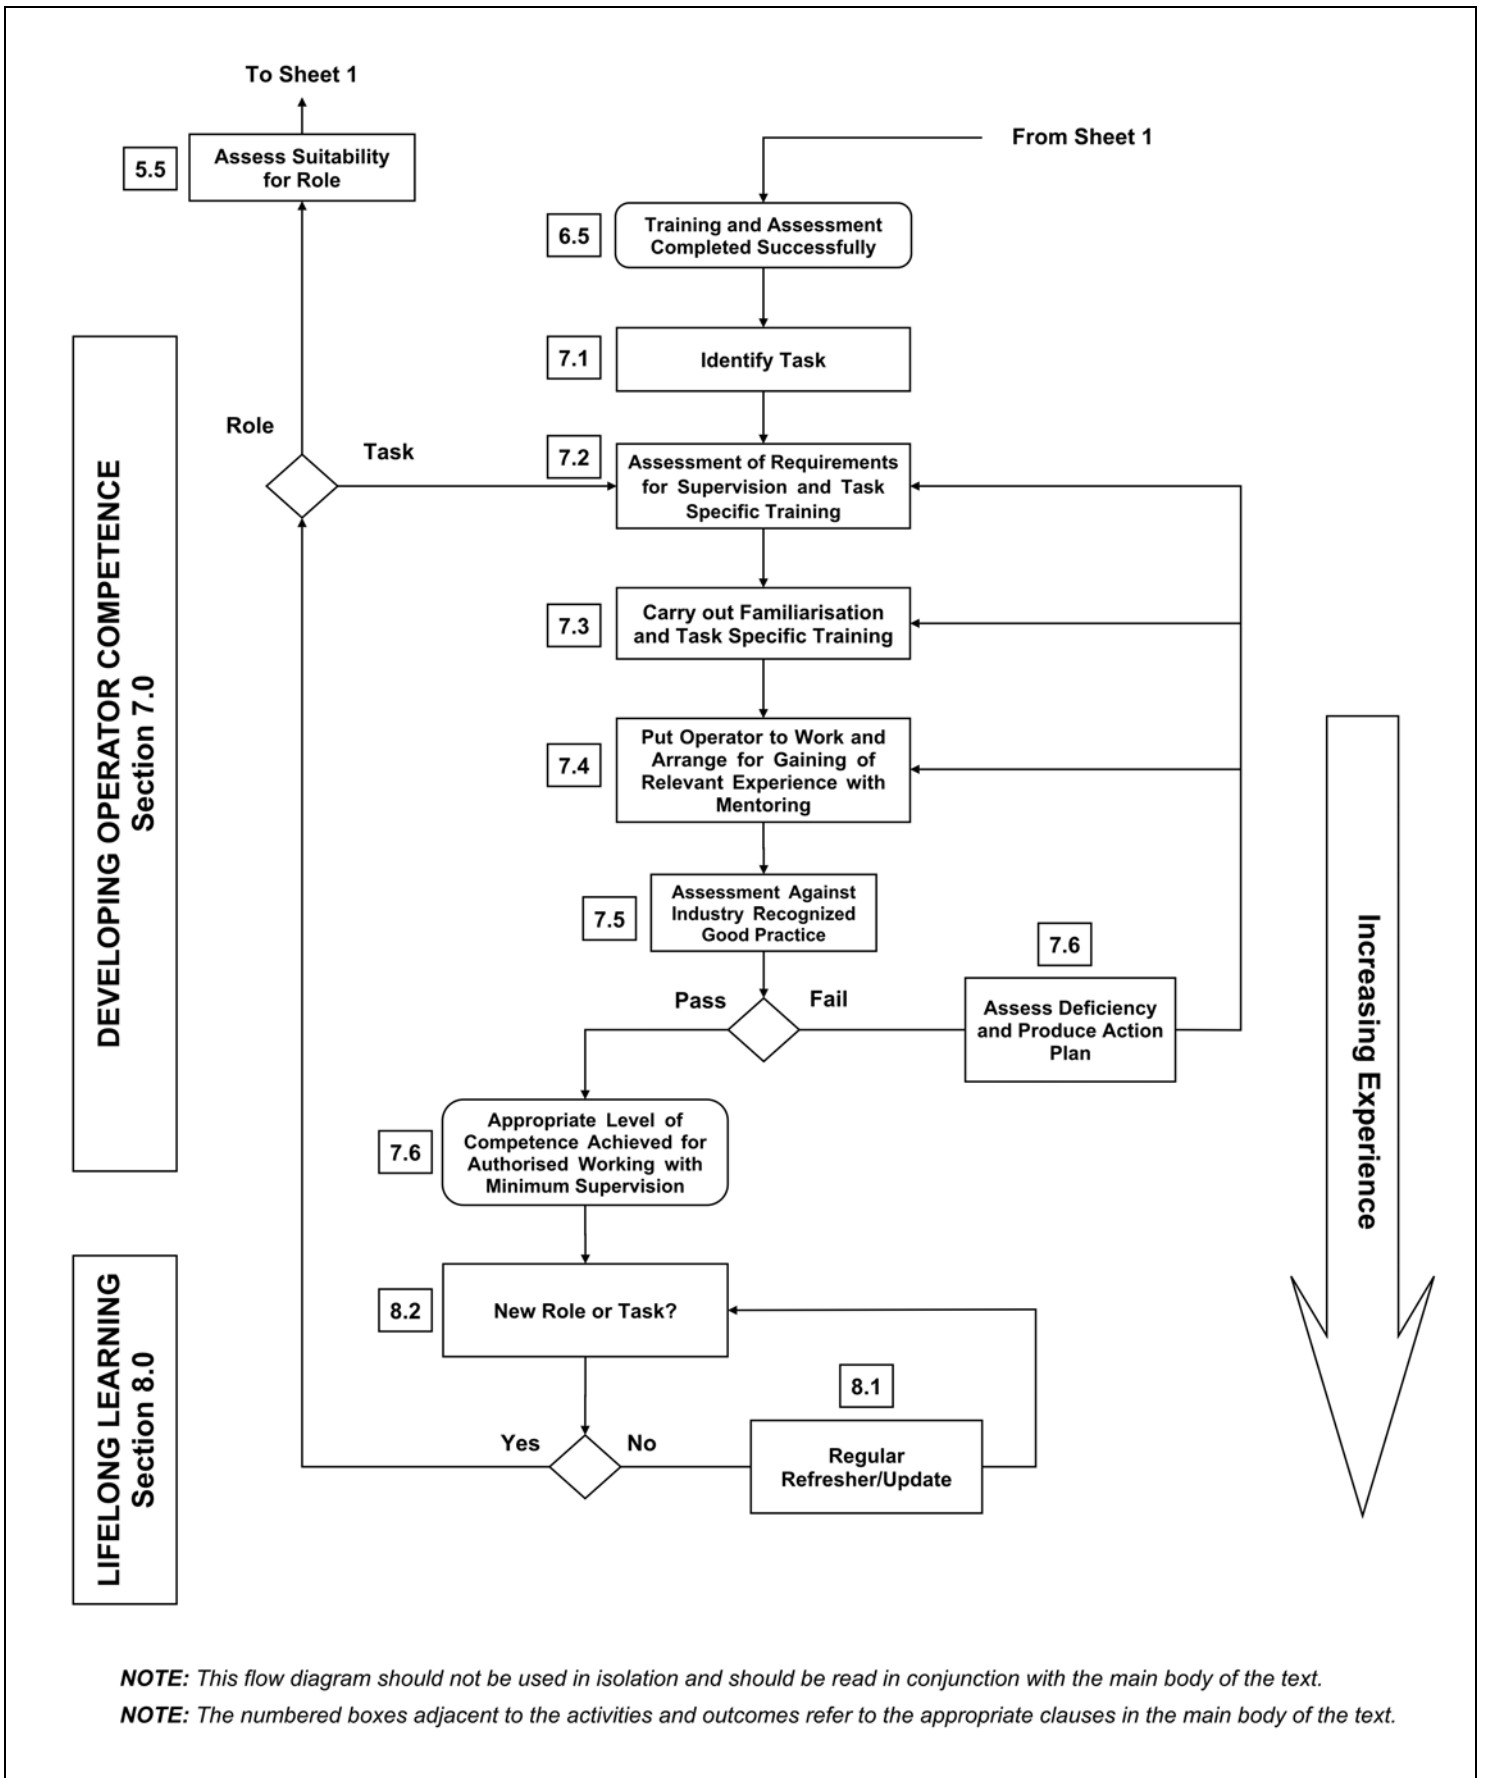 To Sheet 1
5.5
Assess Suitability
for Role
From Sheet 1
6.5
Training and Assessment
Completed Successfully
7.1
Identify Task
Role
Task
7.2
Assessment of Requirements
for Supervision and Task
Specific Training
7.3
Carry out Familiarisation
and Task Specific Training
7.4
Put Operator to Work and
Arrange for Gaining of
Relevant Experience with
Mentoring
7.5
Assessment Against
Industry Recognized
Good Practice
Pass
Fail
7.6
Assess Deficiency
and Produce Action
Plan
7.6
Appropriate Level of
Competence Achieved for
Authorised Working with
Minimum Supervision
8.2
New Role or Task?
Yes
No
8.1
Regular
Refresher/Update
DEVELOPING OPERATOR COMPETENCE
Section 7.0
LIFELONG LEARNING
Section 8.0
Increasing Experience
NOTE: This flow diagram should not be used in isolation and should be read in conjunction with the main body of the text.
NOTE: The numbered boxes adjacent to the activities and outcomes refer to the appropriate clauses in the main body of the text.